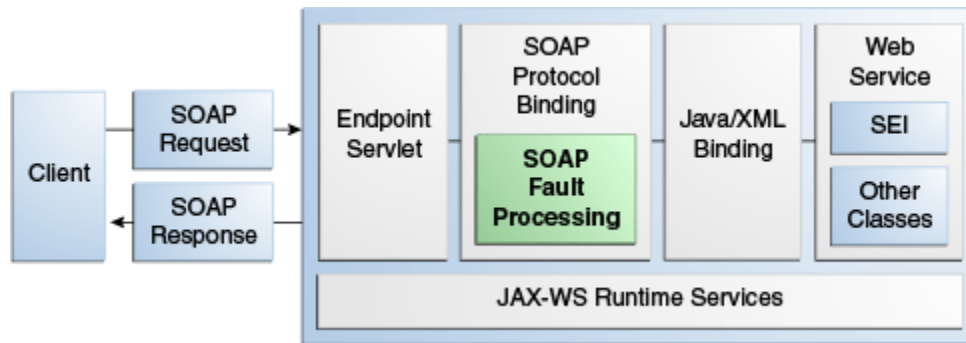 Client
SOAP
Request
SOAP
Response
Endpoint
Servlet
SOAP
Protocol
Binding
SOAP
Fault
Processing
Java/XML
Binding
Web
Service
SEI
Other
Classes
JAX-WS Runtime Services